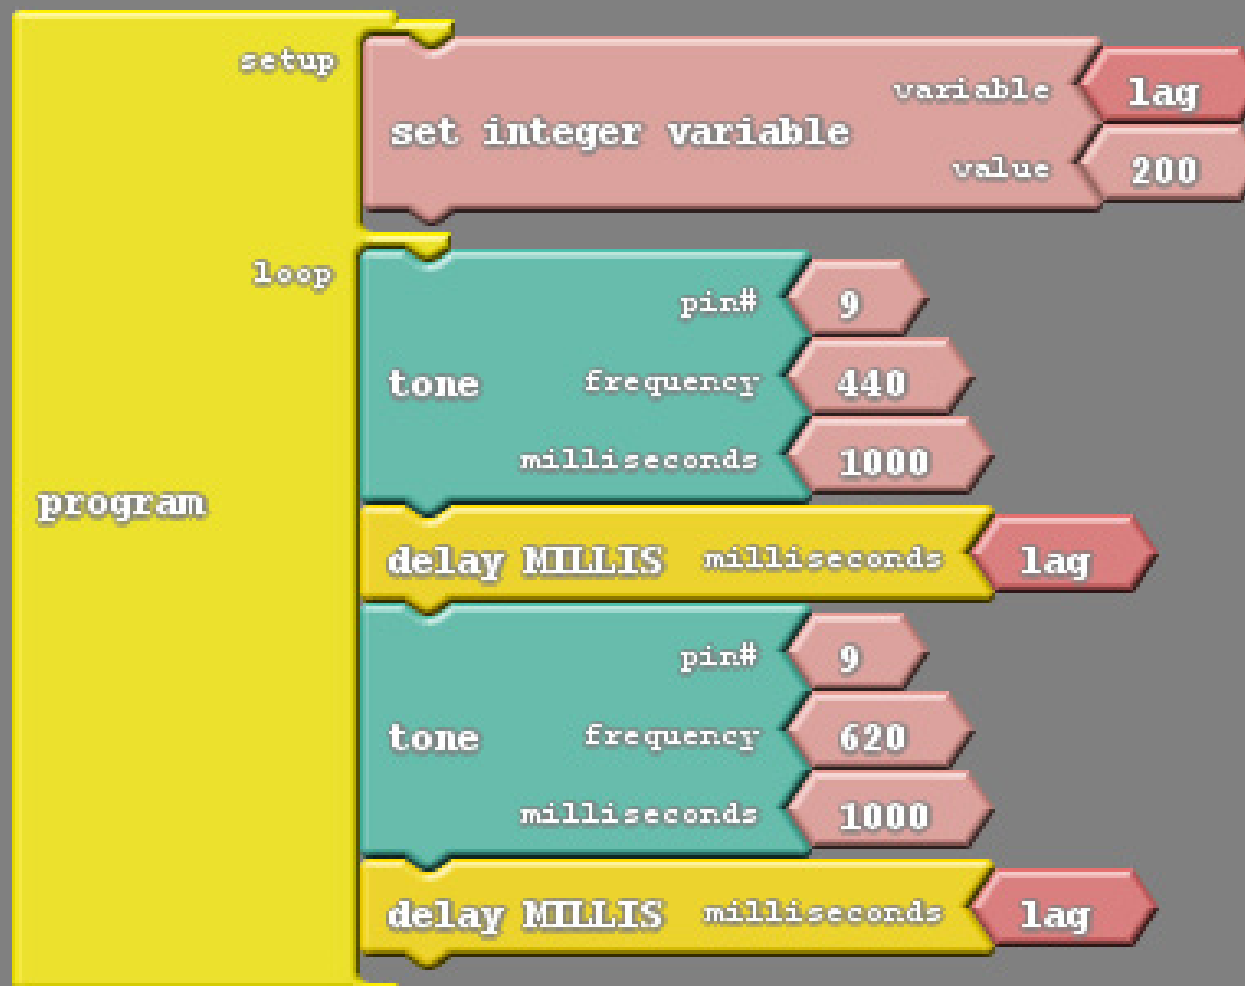 setup
variable lag
set integer variable
value 200
loop
pin# 9
tone frequency 440
milliseconds 1000
program
delay MILLIS milliseconds lag
pin# 9
tone frequency 620
milliseconds 1000
delay MILLIS milliseconds lag